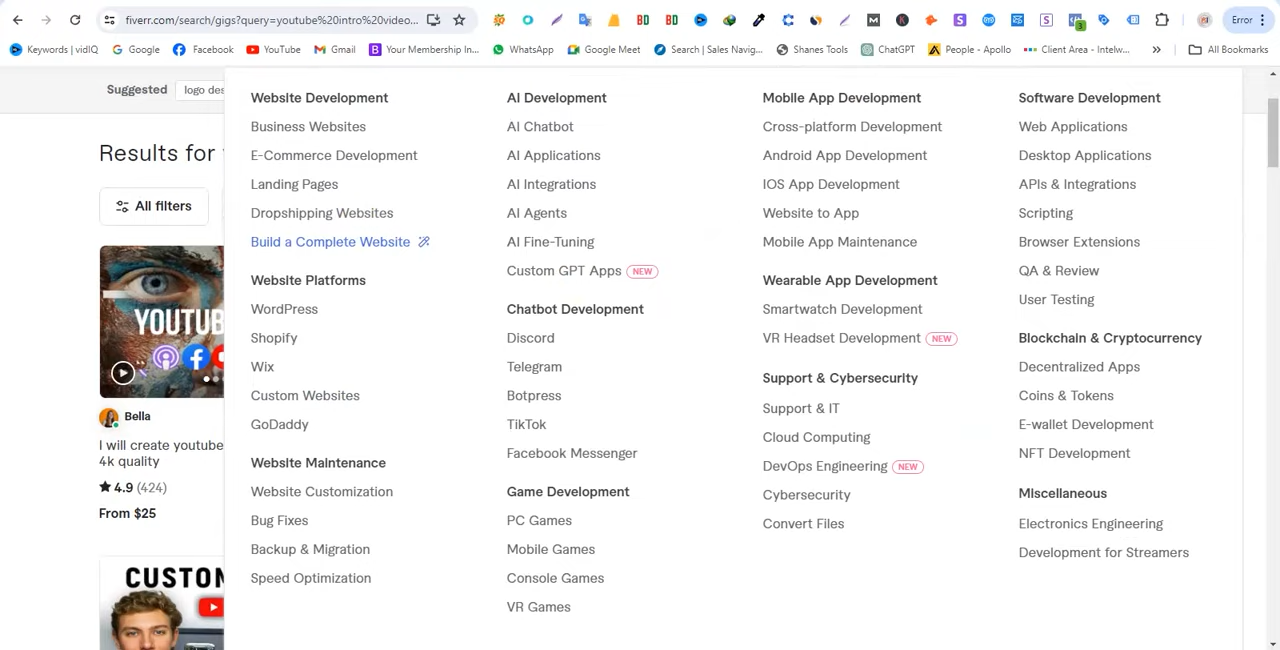 fiverr.com/search/gigs?query=youtube%20intro%20video...
Error
Keywords | vidIQ
Google
Facebook
YouTube
Gmail
Your Membership In...
WhatsApp
Google Meet
Search | Sales Navig...
Shanes Tools
ChatGPT
People - Apollo
Client Area - Intelw...
»
All Bookmarks
Suggested
logo des
Results for
All filters
YOUTUB
Bella
I will create youtube
4k quality
4.9 (424)
From $25
CUSTOM
Website Development
Business Websites
E-Commerce Development
Landing Pages
Dropshipping Websites
Build a Complete Website
Website Platforms
WordPress
Shopify
Wix
Custom Websites
GoDaddy
Website Maintenance
Website Customization
Bug Fixes
Backup & Migration
Speed Optimization
AI Development
AI Chatbot
AI Applications
AI Integrations
AI Agents
AI Fine-Tuning
Custom GPT Apps NEW
Chatbot Development
Discord
Telegram
Botpress
TikTok
Facebook Messenger
Game Development
PC Games
Mobile Games
Console Games
VR Games
Mobile App Development
Cross-platform Development
Android App Development
IOS App Development
Website to App
Mobile App Maintenance
Wearable App Development
Smartwatch Development
VR Headset Development NEW
Support & Cybersecurity
Support & IT
Cloud Computing
DevOps Engineering NEW
Cybersecurity
Convert Files
Software Development
Web Applications
Desktop Applications
APIs & Integrations
Scripting
Browser Extensions
QA & Review
User Testing
Blockchain & Cryptocurrency
Decentralized Apps
Coins & Tokens
E-wallet Development
NFT Development
Miscellaneous
Electronics Engineering
Development for Streamers